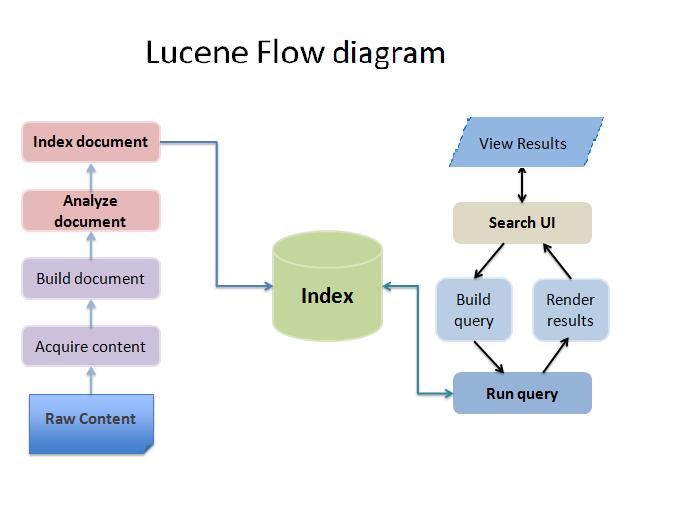 Lucene Flow diagram
Index document
Analyze
document
Build document
Acquire content
Raw Content
Index
View Results
Search UI
Build
query
Render
results
Run query